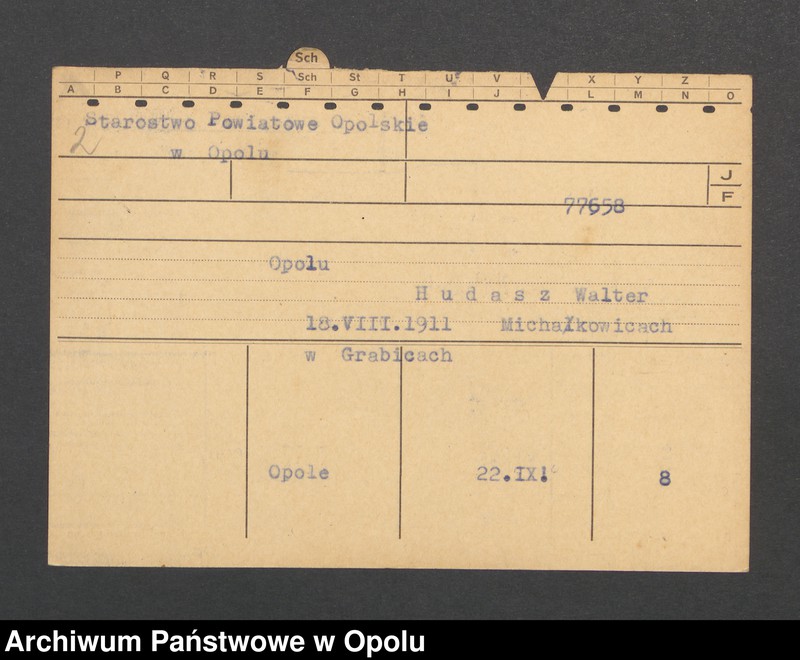 Sch
P Q R S Sch St T U V X Y Z
A B C D E F G H I J L M N O
Starostwo Powiatowe Opolskie
2
w Opolu
J
F
77658
Opolu
Hudasz Walter
18.VIII.1911 Michałkowicach
w Grabicach
Opole 22.IX. 8
Archiwum Państwowe w Opolu